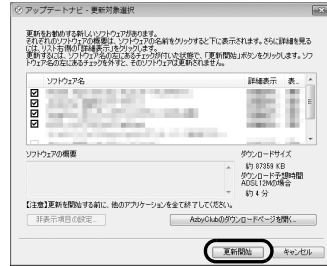 アップデートナビ - 更新対象選択
更新をお勧めする新しいソフトウェアがあります。
それぞれのソフトウェアの概要は、ソフトウェアの名前をクリックすると下に表示されます。さらに詳細を見る
には、リスト右側の「詳細表示」をクリックします。
更新するには、ソフトウェア名の左にあるチェックが付いた状態で、「更新開始」ボタンをクリックします。ソフ
トウェア名の左にあるチェックを外すと、そのソフトウェアは更新されません。
ソフトウェア名 詳細表示 表...
ソフトウェアの概要 ダウンロードサイズ
約 87359 KB
ダウンロード予想時間
ADSL12Mの場合
約 4 分
【注意】更新を開始する前に、他のアプリケーションを全て終了してください。
非表示項目の設定... AzbyClubのダウンロードページを開く...
更新開始 キャンセル